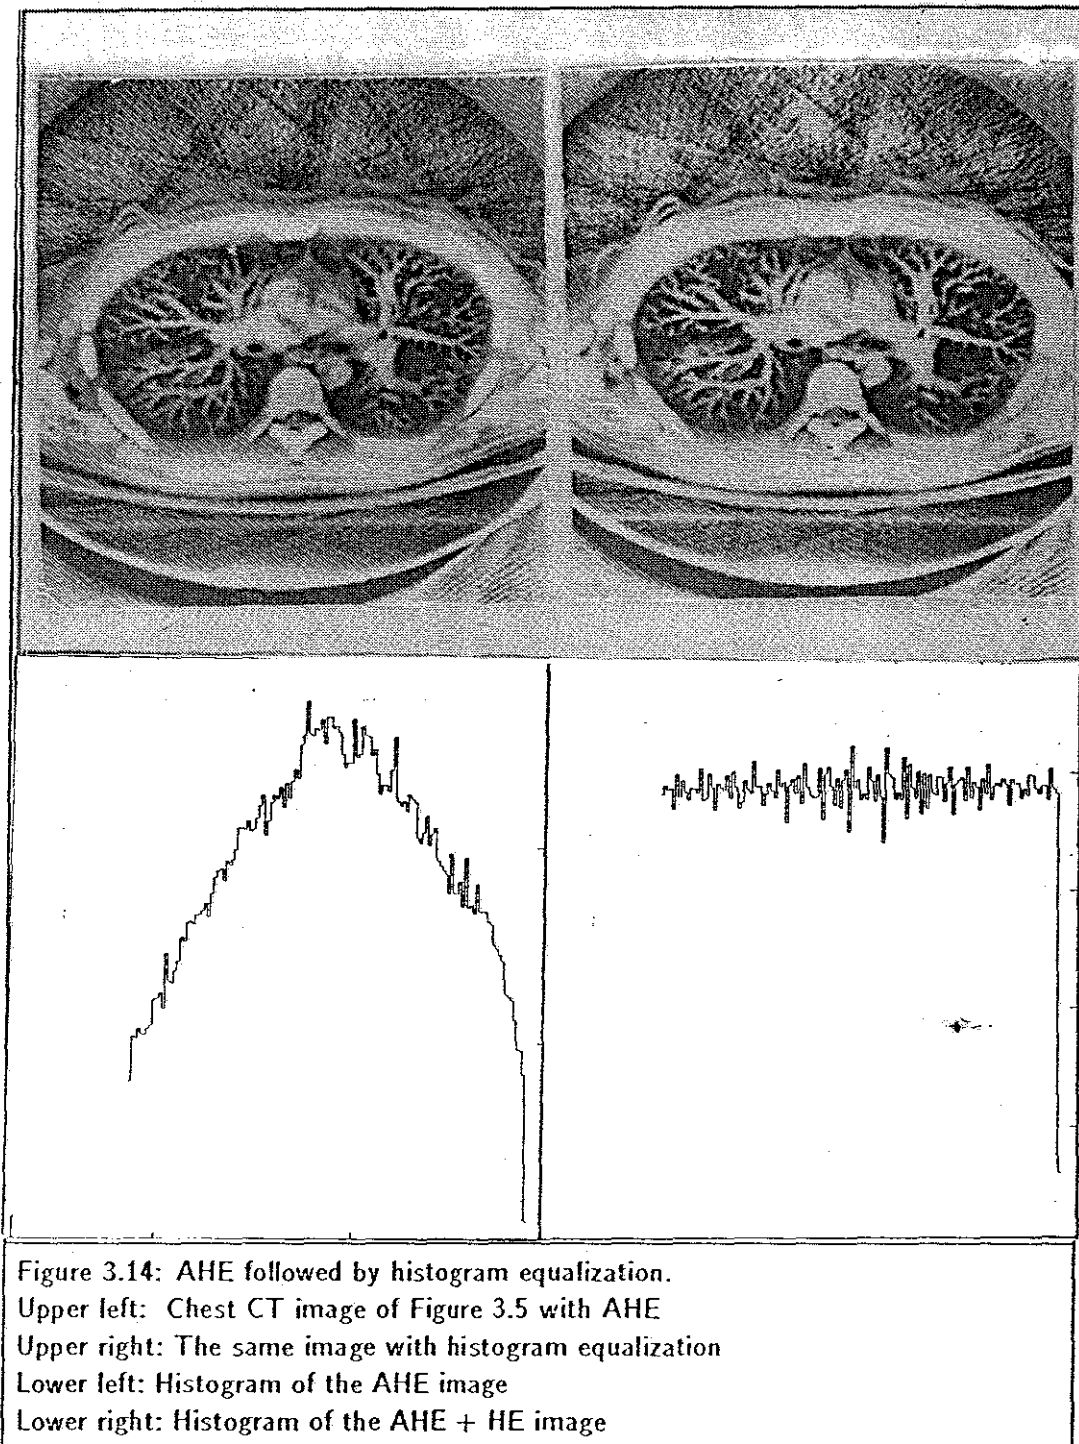 Figure 3.14: AHE followed by histogram equalization.
Upper left: Chest CT image of Figure 3.5 with AHE
Upper right: The same image with histogram equalization
Lower left: Histogram of the AHE image
Lower right: Histogram of the AHE + HE image